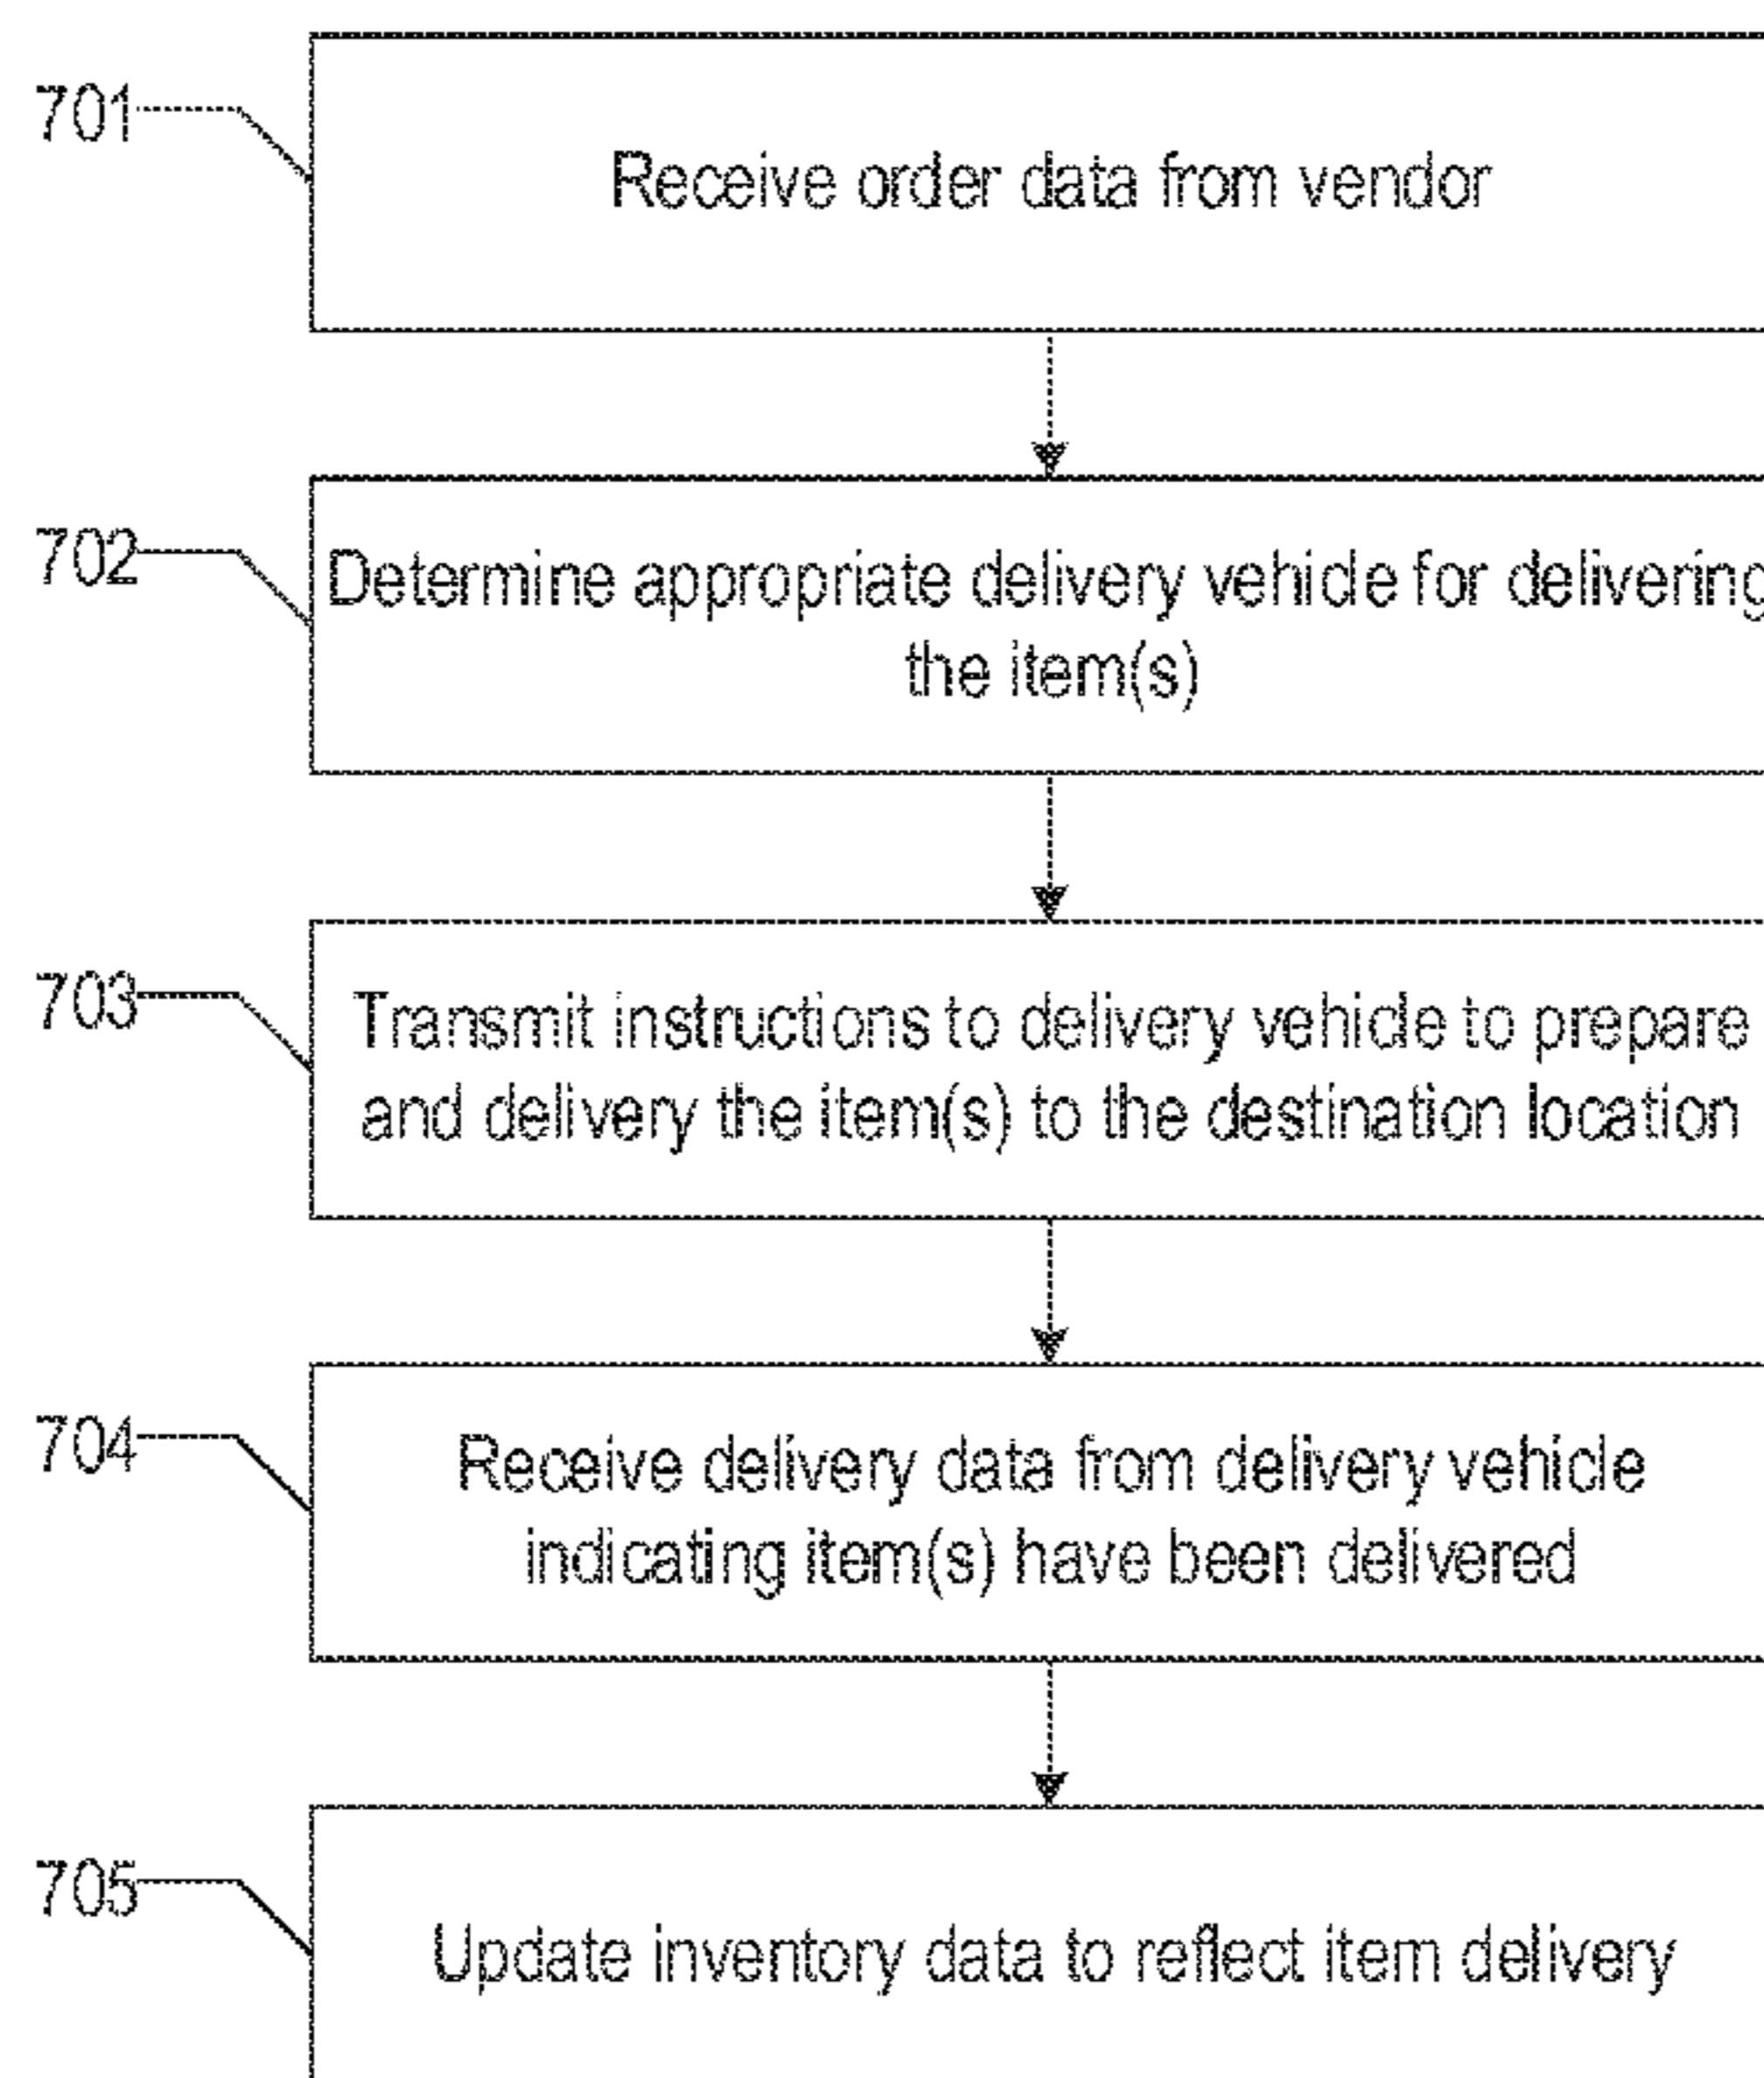 701
Receive order data from vendor
702
Determine appropriate delivery vehicle for delivering
the item(s)
703
Transmit instructions to delivery vehicle to prepare
and delivery the item(s) to the destination location
704
Receive delivery data from delivery vehicle
indicating item(s) have been delivered
705
Update inventory data to reflect item delivery